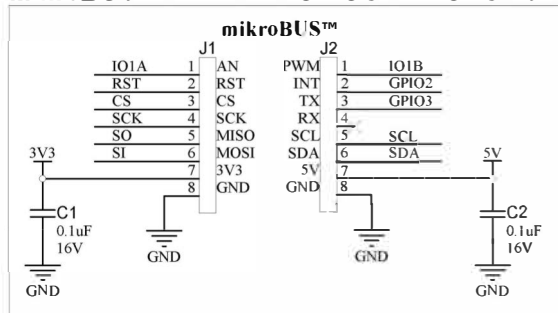 mikroBUS™
J1
J2
IO1A 1 AN
RST 2 RST
CS 3 CS
SCK 4 SCK
SO 5 MISO
SI 6 MOSI
7 3V3
8 GND
PWM 1 IO1B
INT 2 GPIO2
TX 3 GPIO3
RX 4
SCL 5 SCL
SDA 6 SDA
5V 7
GND 8
3V3
C1
0.1uF
16V
GND
GND
5V
C2
0.1uF
16V
GND
GND